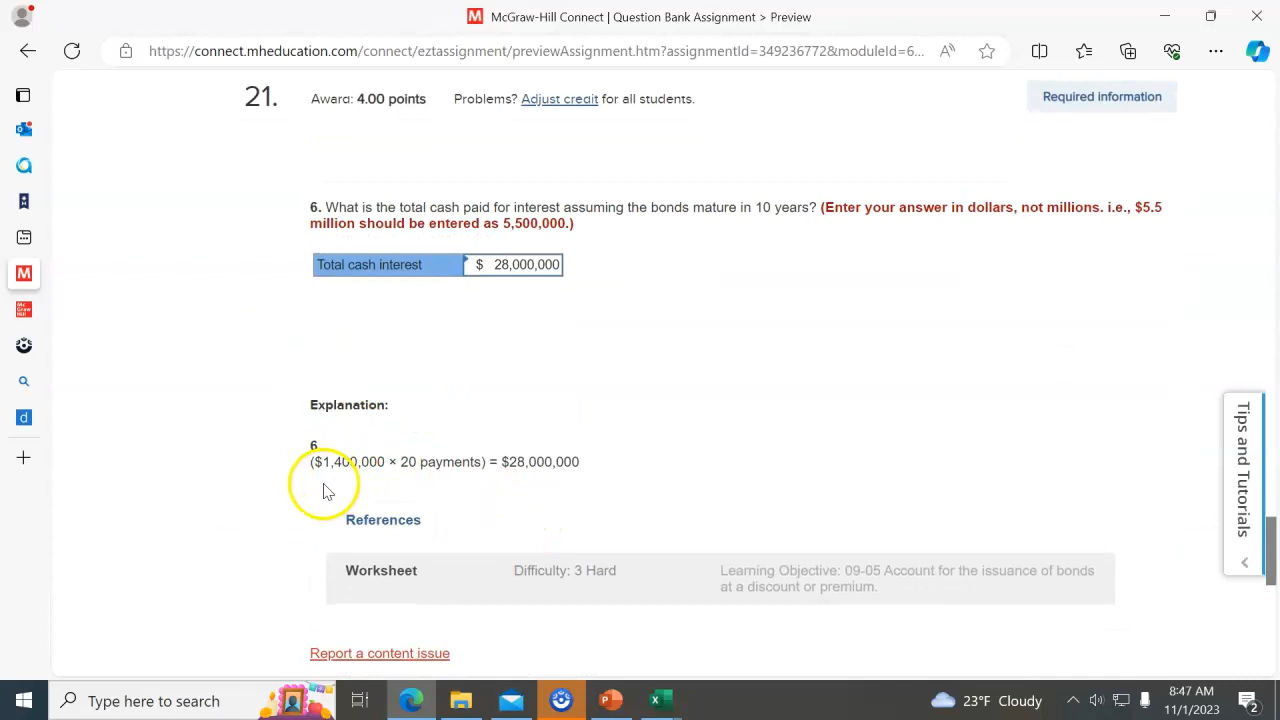 McGraw-Hill Connect | Question Bank Assignment > Preview
https://connect.mheducation.com/connect/eztassignment/previewAssignment.htm?assignmentId=349236772&moduleId=6...
21.
Award: 4.00 points
Problems? Adjust credit for all students.
Required information
6. What is the total cash paid for interest assuming the bonds mature in 10 years? (Enter your answer in dollars, not millions. i.e., $5.5
million should be entered as 5,500,000.)
Total cash interest $ 28,000,000
Explanation:
6.
($1,400,000 × 20 payments) = $28,000,000
References
Worksheet
Difficulty: 3 Hard
Learning Objective: 09-05 Account for the issuance of bonds
at a discount or premium.
Report a content issue
Tips and Tutorials
Type here to search
23°F Cloudy
8:47 AM
11/1/2023
2